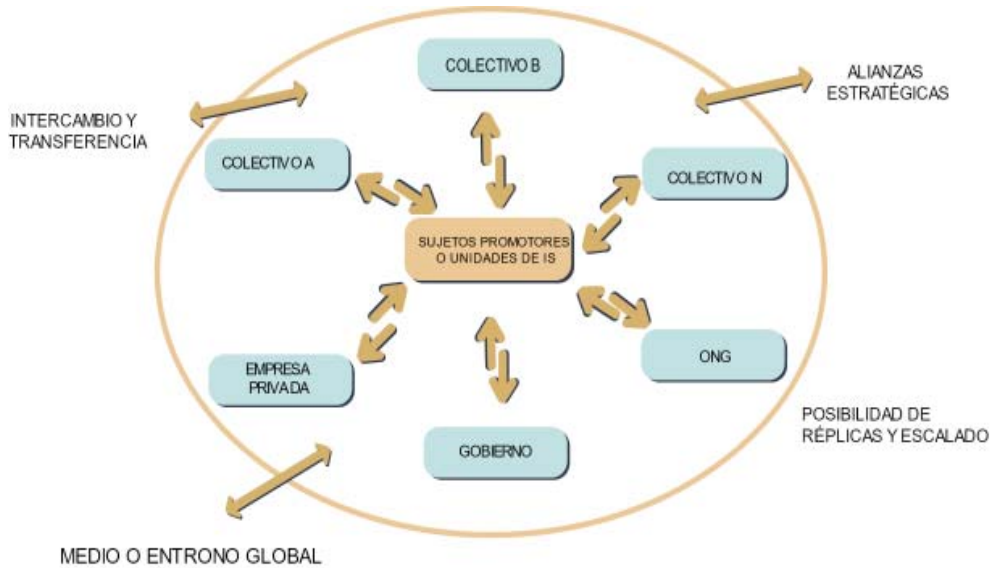 COLECTIVO B
ALIANZAS
ESTRATÉGICAS
INTERCAMBIO Y
TRANSFERENCIA
COLECTIVO A
COLECTIVO N
SUJETOS PROMOTORES
O UNIDADES DE IS
EMPRESA
PRIVADA
ONG
GOBIERNO
POSIBILIDAD DE
RÉPLICAS Y ESCALADO
MEDIO O ENTRONO GLOBAL